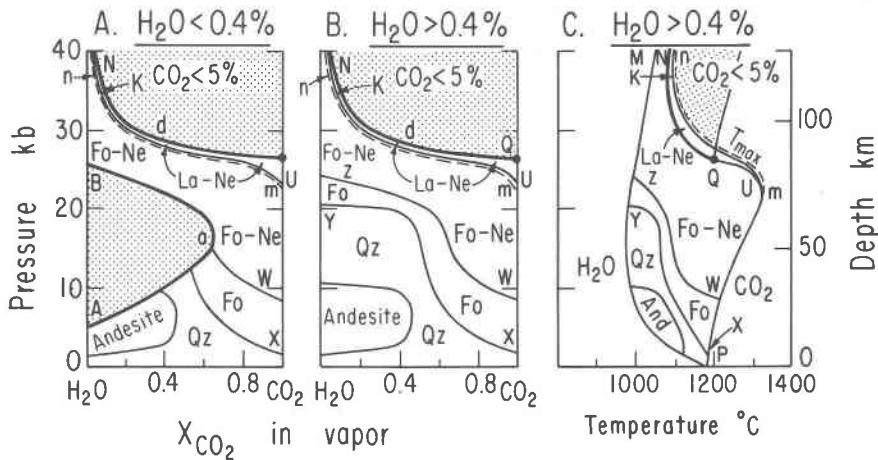 A. H2O<0.4% B. H2O>0.4% C. H2O>0.4%
40
30
20
10
0
Pressure kb
n
N
K
CO2<5%
d
Fo-Ne
La-Ne
m
U
B
a
Fo-Ne
W
A
Fo
Andesite
Qz
X
H2O 0.4 0.8 CO2
n
N
K
CO2<5%
d
Q
Fo-Ne
La-Ne
m
U
Z
Fo
Y
Fo-Ne
Qz
W
Fo
Andesite
Qz
X
H2O 0.4 0.8 CO2
XCO2 in vapor
M N n
K
CO2<5%
Tmax
La-Ne
Q
U
m
Z
Y
Fo-Ne
H2O
Qz
W
CO2
Fo
And
X
P
100
50
0
Depth km
1000 1200 1400
Temperature °C